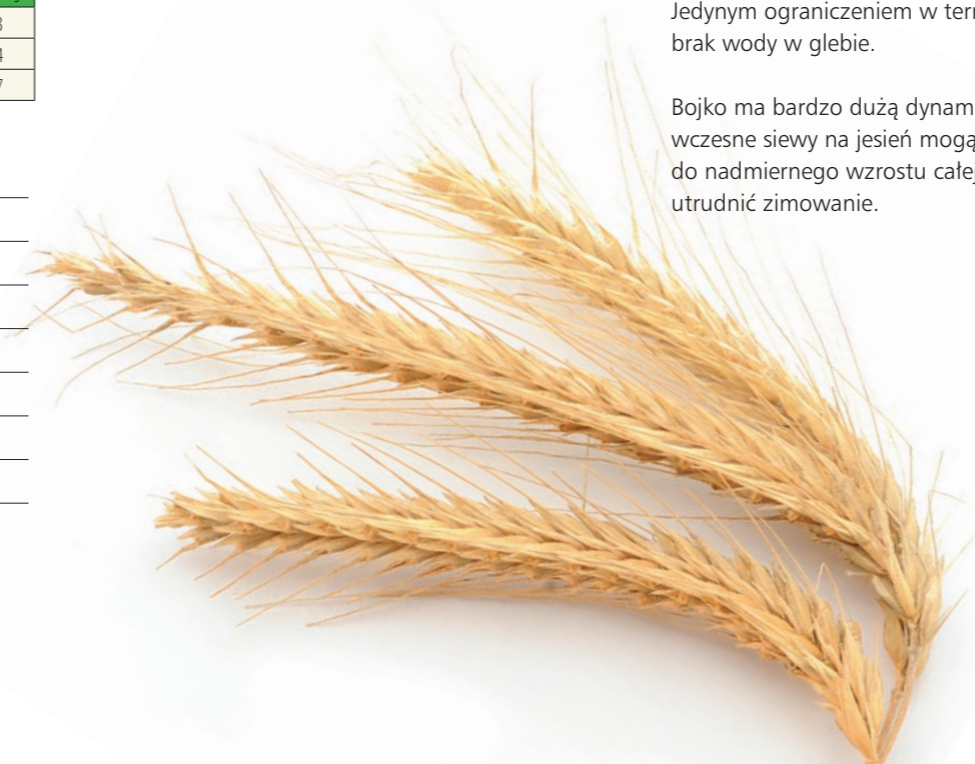 Jedynym ograniczeniem w
brak wody w glebie.
Bojko ma bardzo dużą
wczesne siewy na jesień mogą
do nadmiernego wzrostu całej
utrudnić zimowanie.